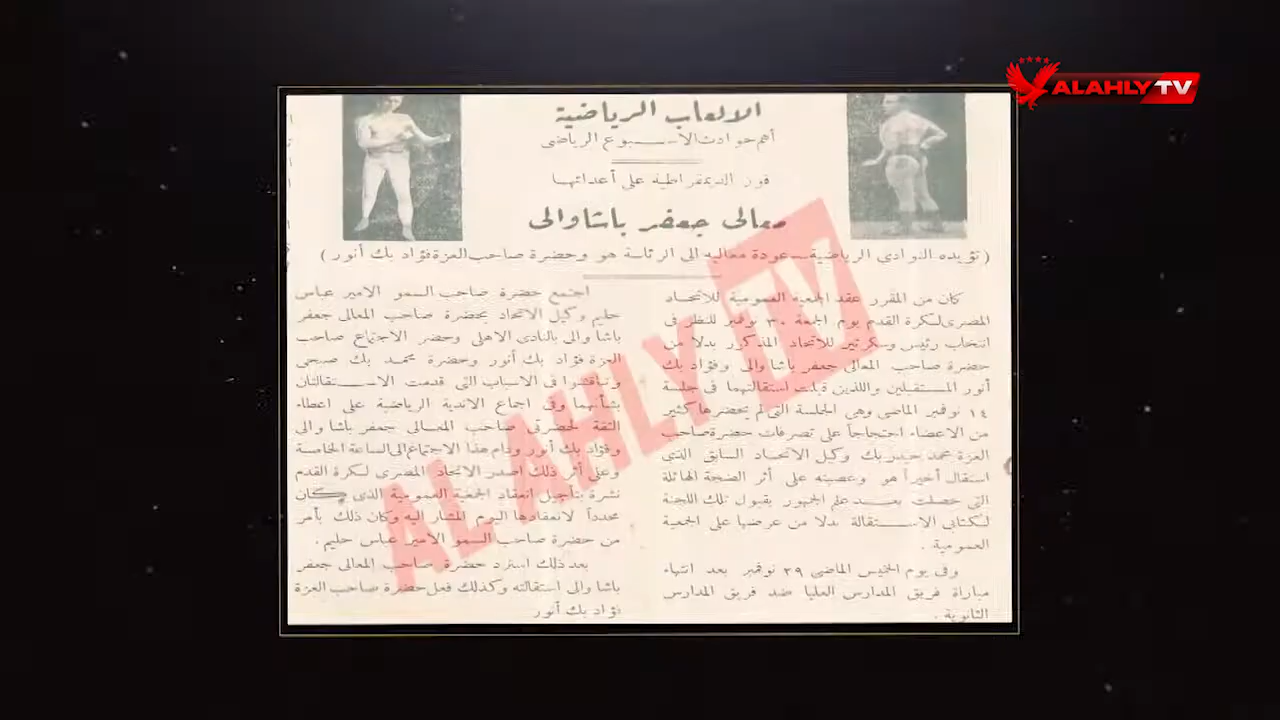 ALAHLY TV
الالعاب الرياضية
أهم حوادث الاسبوع الرياضى
فوز الديمقراطية على أعدائها
معالى جعفر باشا والى
( تؤيده النوادى الرياضية — عودة معاليه الى الرئاسة هو وحضرة صاحب العزة فؤاد بك أنور )
كان من المقرر عقد الجمعية العمومية للاتحاد
المصرى لكرة القدم يوم الجمعة ٣٠ نوفمبر للنظر فى
انتخاب رئيس وسكرتير للاتحاد المذكور بدلا من
حضرة صاحب المعالى جعفر باشا والى وفؤاد بك
أنور المستقيلين واللذين قبلت استقالتهما فى جلسة
١٤ نوفمبر الماضى وهى الجلسة التى لم يحضرها كثير
من الاعضاء احتجاجاً على تصرفات حضرة صاحب
العزة محمد حيدر بك وكيل الاتحاد السابق الذى
استقال أخيراً هو وعصبته على أثر الضجة الهائلة
التى حصلت بعد علم الجمهور بقبول تلك اللجنة
لكتابى الاستقالة بدلا من عرضها على الجمعية
العمومية .
وفى يوم الخميس الماضى ٢٩ نوفمبر بعد انتهاء
مباراة فريق المدارس العليا ضد فريق المدارس
الثانوية .
اجتمع حضرة صاحب السمو الامير عباس
حليم وكيل الاتحاد بحضرة صاحب المعالى جعفر
باشا والى بالنادى الاهلى وحضر الاجتماع صاحب
العزة فؤاد بك أنور وحضرة محمد بك صبحى
وتناقشوا فى الاسباب التى قدمت الاستقالتان
بشأنهما وفى اجماع الاندية الرياضية على اعطاء
الثقة لحضرتى صاحب المعالى جعفر باشا والى
وفؤاد بك أنور ودام هذا الاجتماع الى الساعة الخامسة
وعلى أثر ذلك اصدر الاتحاد المصرى لكرة القدم
نشرة بتأجيل انعقاد الجمعية العمومية الذى كان
محدداً لانعقادها اليوم المشار اليه وكان ذلك بأمر
من حضرة صاحب السمو الامير عباس حليم .
بعد ذلك استرد حضرة صاحب المعالى جعفر
باشا والى استقالته وكذلك فعل حضرة صاحب العزة
فؤاد بك أنور
ALAHLY TV